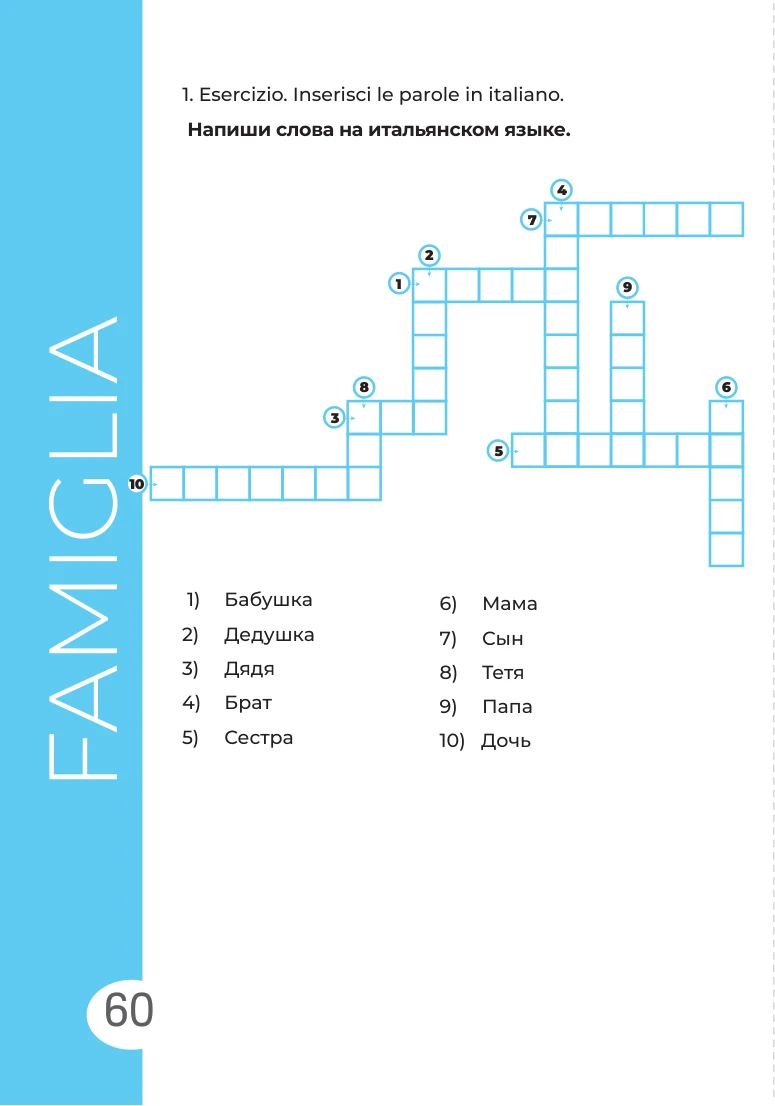 1. Esercizio. Inserisci le parole in italiano.
Напиши слова на итальянском языке.
4
7
2
1
9
8
6
3
5
10
FAMIGLIA
1) Бабушка
2) Дедушка
3) Дядя
4) Брат
5) Сестра
6) Мама
7) Сын
8) Тетя
9) Папа
10) Дочь
60